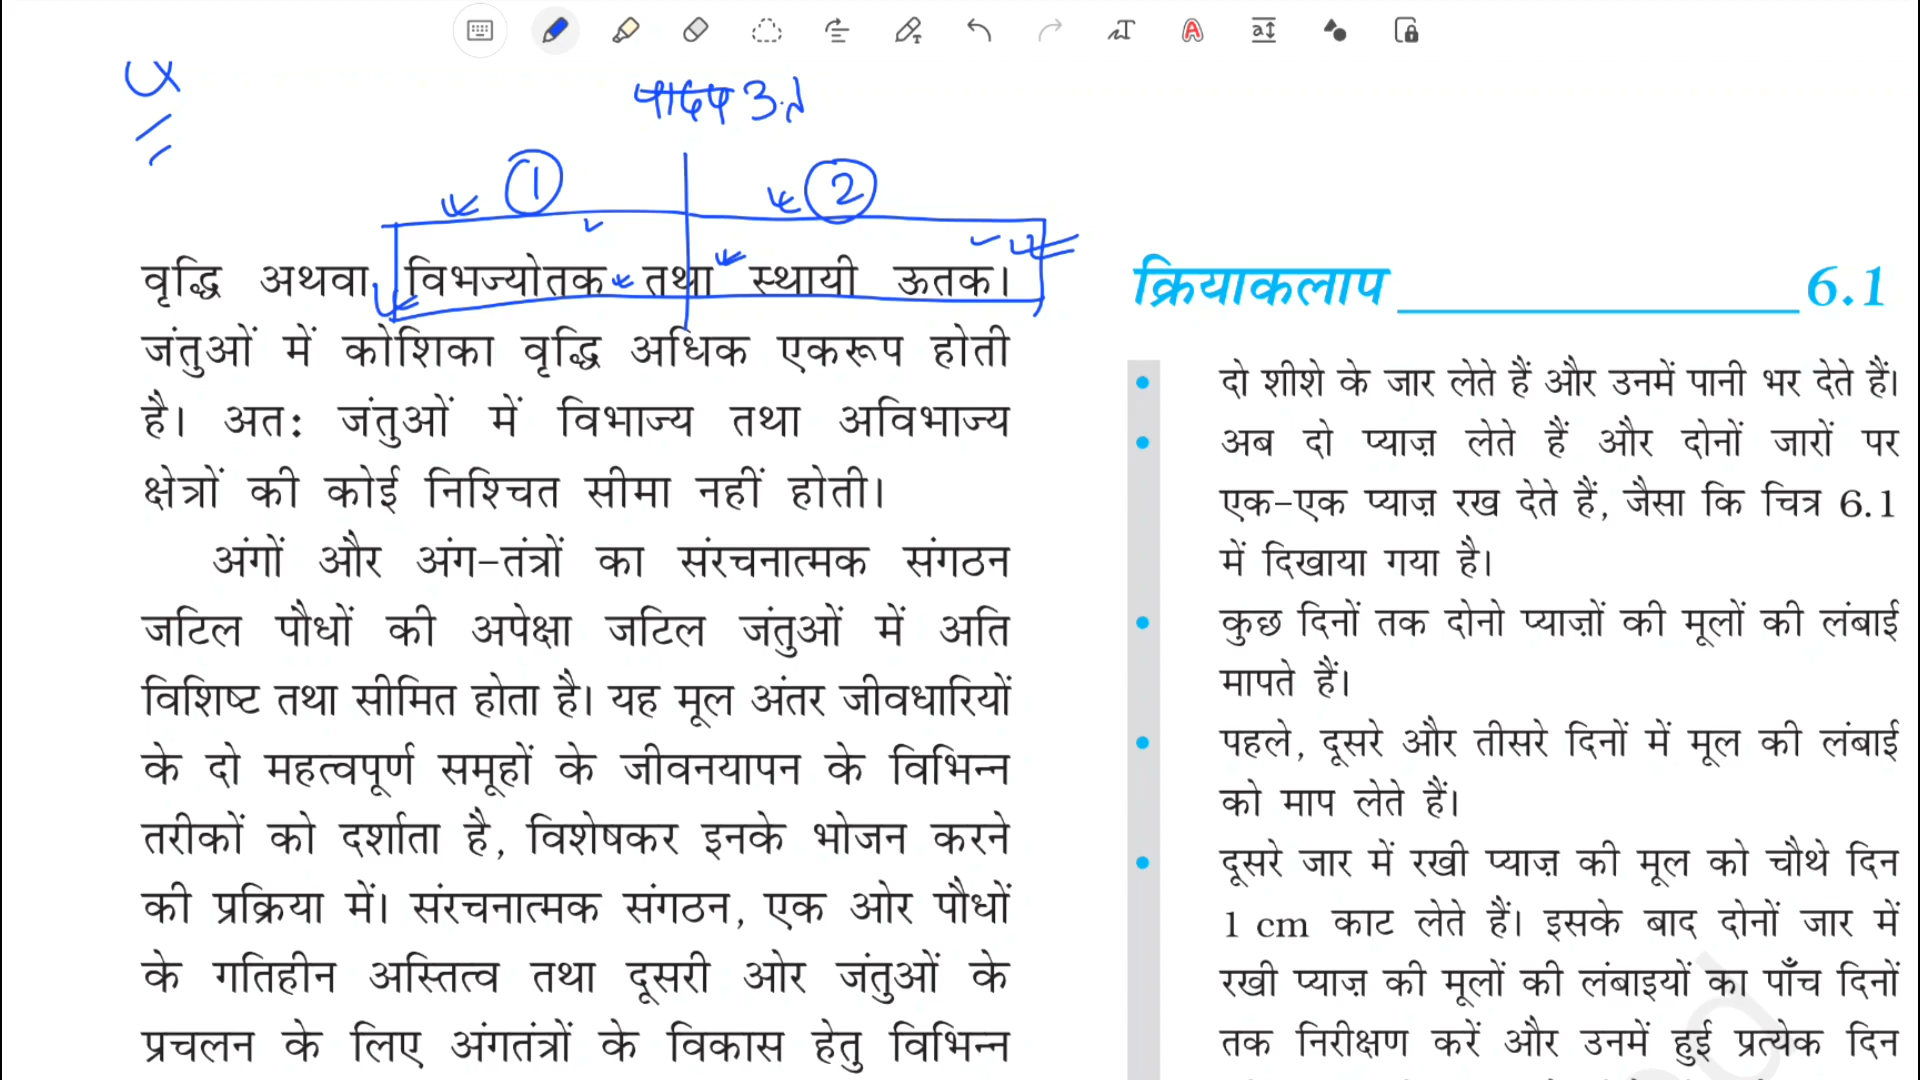 पादप ऊ.त
① ②
वृद्धि अथवा विभज्योतक तथा स्थायी ऊतक।
जंतुओं में कोशिका वृद्धि अधिक एकरूप होती
है। अतः जंतुओं में विभाज्य तथा अविभाज्य
क्षेत्रों की कोई निश्चित सीमा नहीं होती।
अंगों और अंग-तंत्रों का संरचनात्मक संगठन
जटिल पौधों की अपेक्षा जटिल जंतुओं में अति
विशिष्ट तथा सीमित होता है। यह मूल अंतर जीवधारियों
के दो महत्वपूर्ण समूहों के जीवनयापन के विभिन्न
तरीकों को दर्शाता है, विशेषकर इनके भोजन करने
की प्रक्रिया में। संरचनात्मक संगठन, एक ओर पौधों
के गतिहीन अस्तित्व तथा दूसरी ओर जंतुओं के
प्रचलन के लिए अंगतंत्रों के विकास हेतु विभिन्न
क्रियाकलाप 6.1
• दो शीशे के जार लेते हैं और उनमें पानी भर देते हैं।
• अब दो प्याज़ लेते हैं और दोनों जारों पर
एक-एक प्याज़ रख देते हैं, जैसा कि चित्र 6.1
में दिखाया गया है।
• कुछ दिनों तक दोनो प्याज़ों की मूलों की लंबाई
मापते हैं।
• पहले, दूसरे और तीसरे दिनों में मूल की लंबाई
को माप लेते हैं।
• दूसरे जार में रखी प्याज़ की मूल को चौथे दिन
1 cm काट लेते हैं। इसके बाद दोनों जार में
रखी प्याज़ की मूलों की लंबाइयों का पाँच दिनों
तक निरीक्षण करें और उनमें हुई प्रत्येक दिन